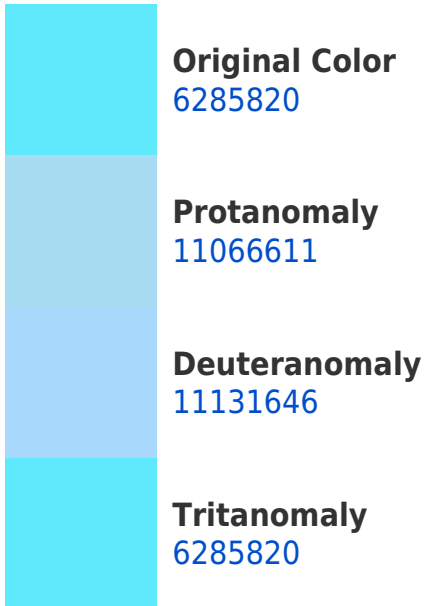 Original Color
6285820
Protanomaly
11066611
Deuteranomaly
11131646
Tritanomaly
6285820